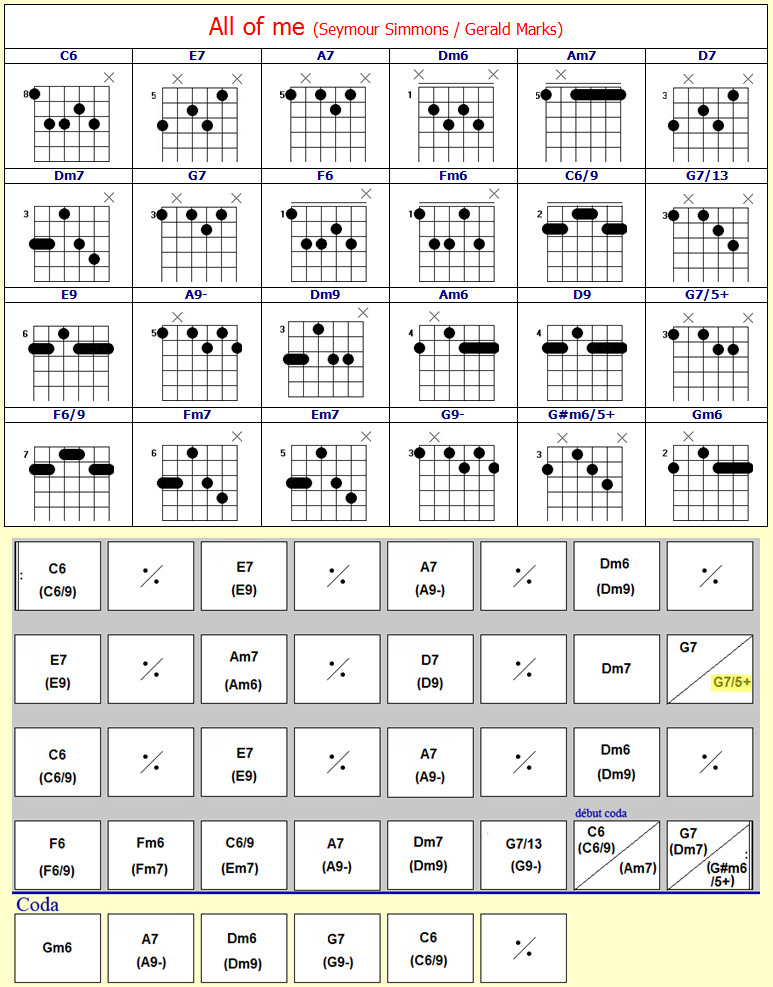 All of me (Seymour Simmons / Gerald Marks)
C6 E7 A7 Dm6 Am7 D7
8 5 5 1 5 3
Dm7 G7 F6 Fm6 C6/9 G7/13
3 3 1 1 2 3
E9 A9- Dm9 Am6 D9 G7/5+
6 5 3 4 4 3
F6/9 Fm7 Em7 G9- G#m6/5+ Gm6
7 6 5 3 3 2
: C6 ٪ E7 ٪ A7 ٪ Dm6 ٪
(C6/9) (E9) (A9-) (Dm9)
E7 ٪ Am7 ٪ D7 ٪ Dm7 G7
(E9) (Am6) (D9) G7/5+
C6 ٪ E7 ٪ A7 ٪ Dm6 ٪
(C6/9) (E9) (A9-) (Dm9)
début coda
F6 Fm6 C6/9 A7 Dm7 G7/13 C6 G7
(F6/9) (Fm7) (Em7) (A9-) (Dm9) (G9-) (C6/9) (Dm7) :
(Am7) (G#m6
/5+)
Coda
Gm6 A7 Dm6 G7 C6 ٪
(A9-) (Dm9) (G9-) (C6/9)